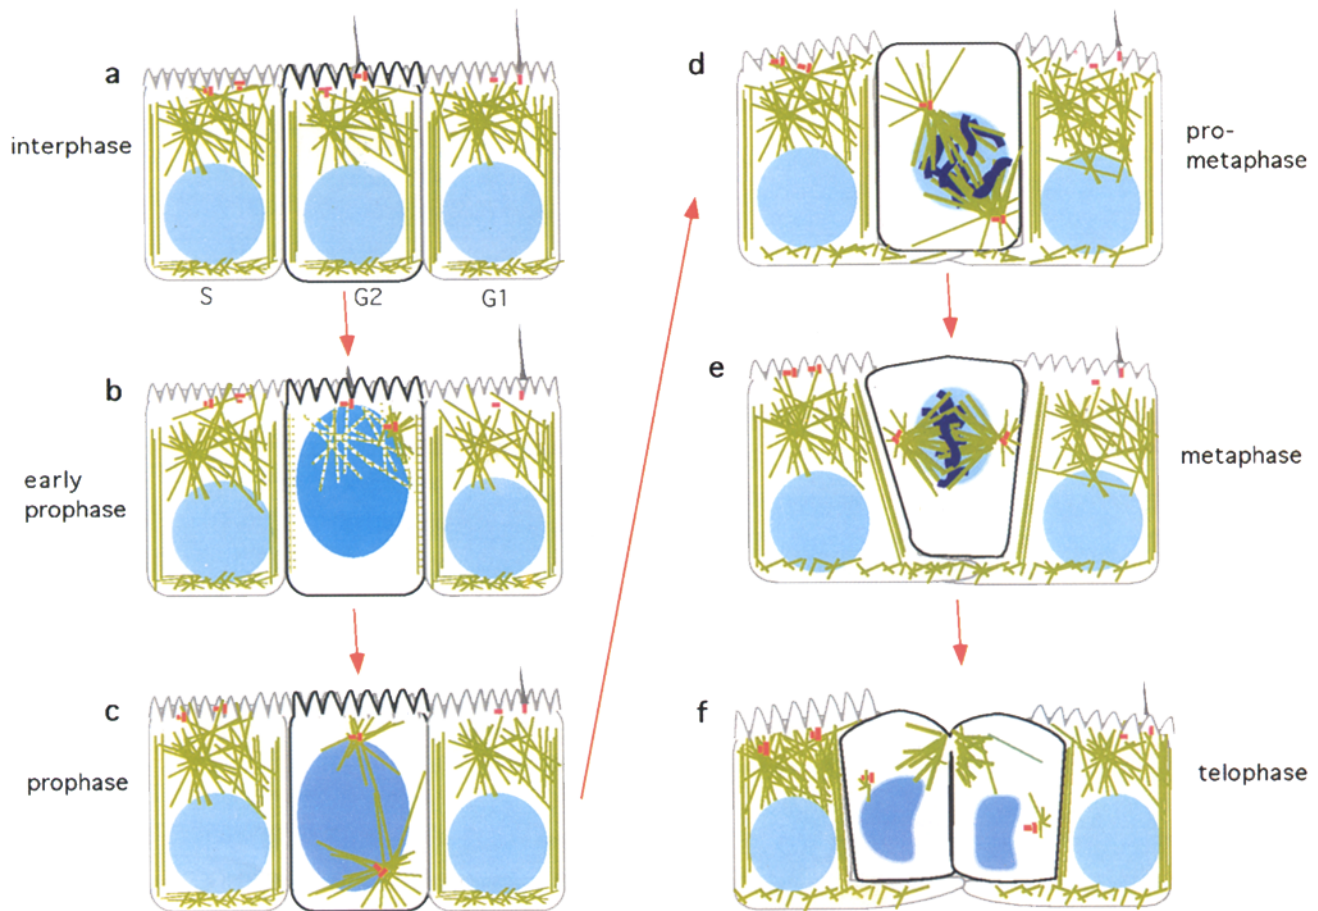 a
interphase
S
G2
G1
b
early
prophase
c
prophase
d
pro-
metaphase
e
metaphase
f
telophase